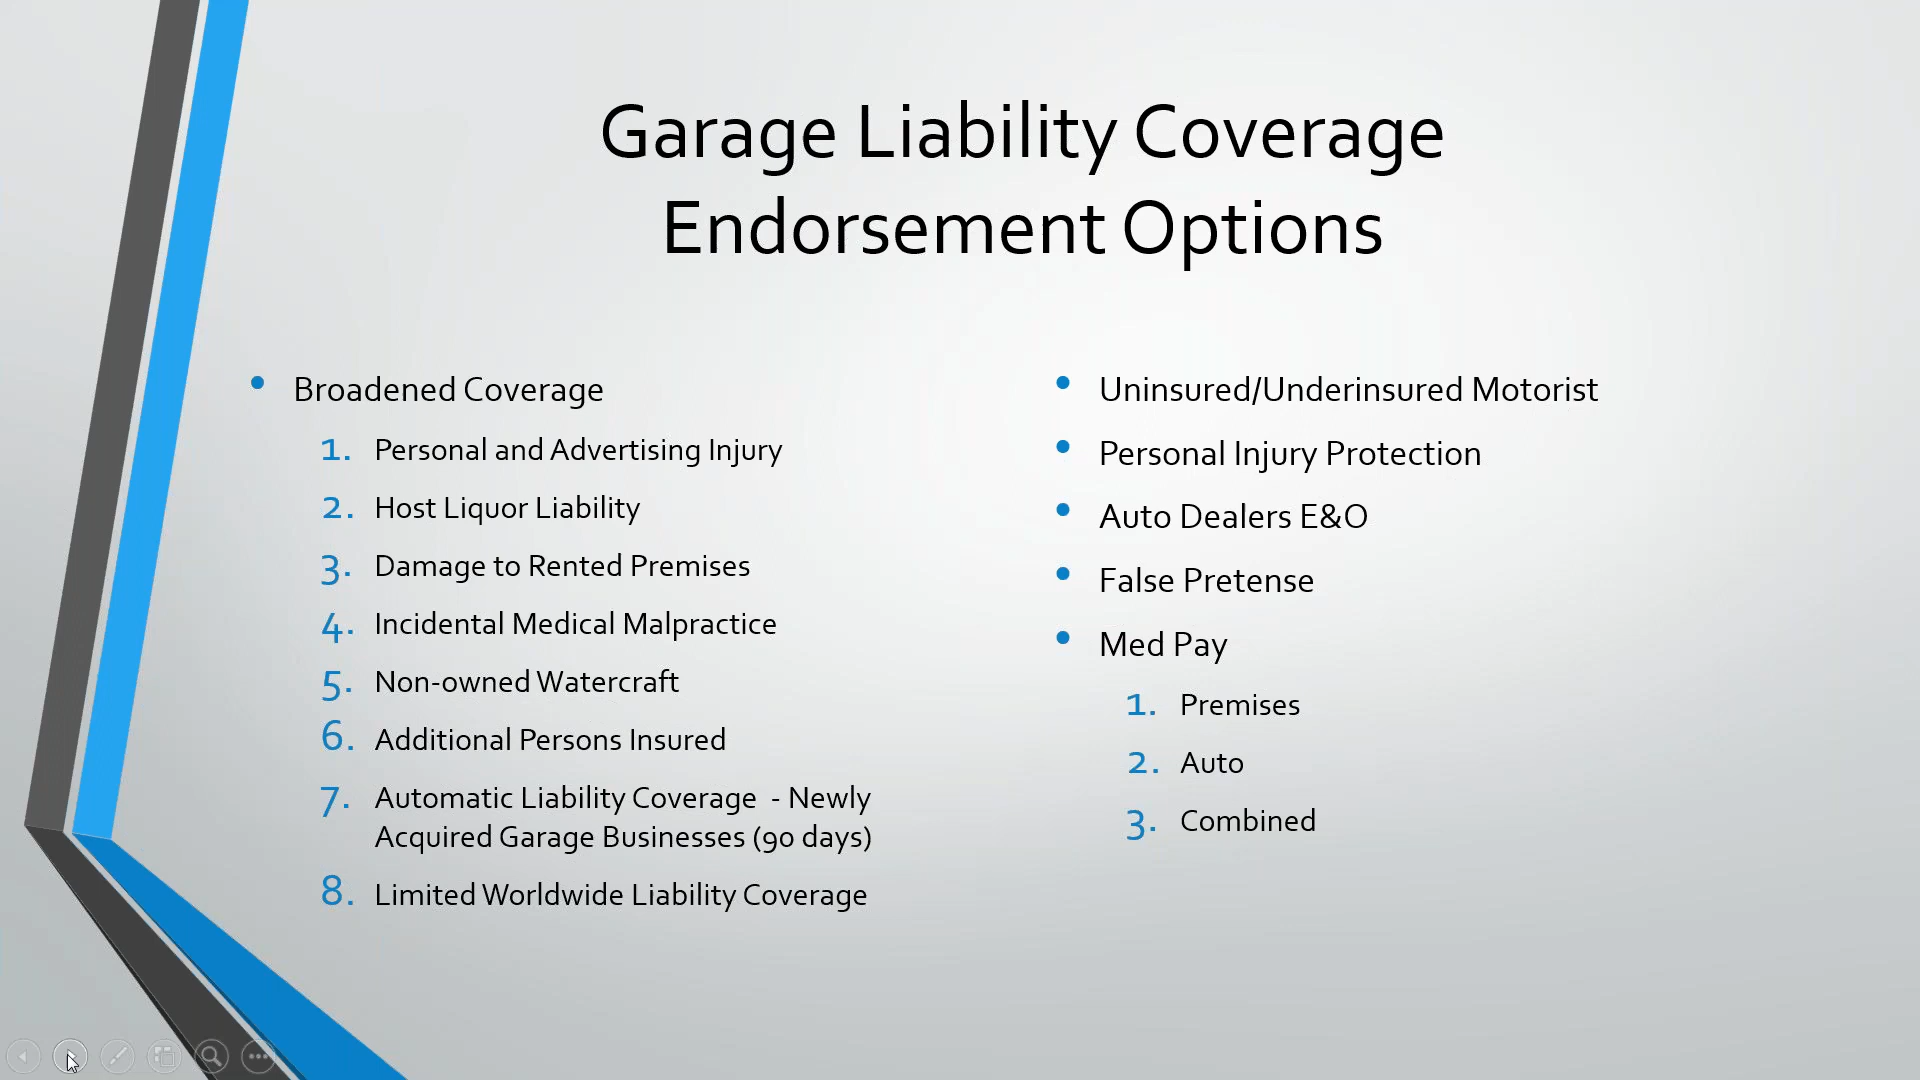 Garage Liability Coverage
Endorsement Options
• Broadened Coverage
1. Personal and Advertising Injury
2. Host Liquor Liability
3. Damage to Rented Premises
4. Incidental Medical Malpractice
5. Non-owned Watercraft
6. Additional Persons Insured
7. Automatic Liability Coverage  - Newly
Acquired Garage Businesses (90 days)
8. Limited Worldwide Liability Coverage
• Uninsured/Underinsured Motorist
• Personal Injury Protection
• Auto Dealers E&O
• False Pretense
• Med Pay
1. Premises
2. Auto
3. Combined